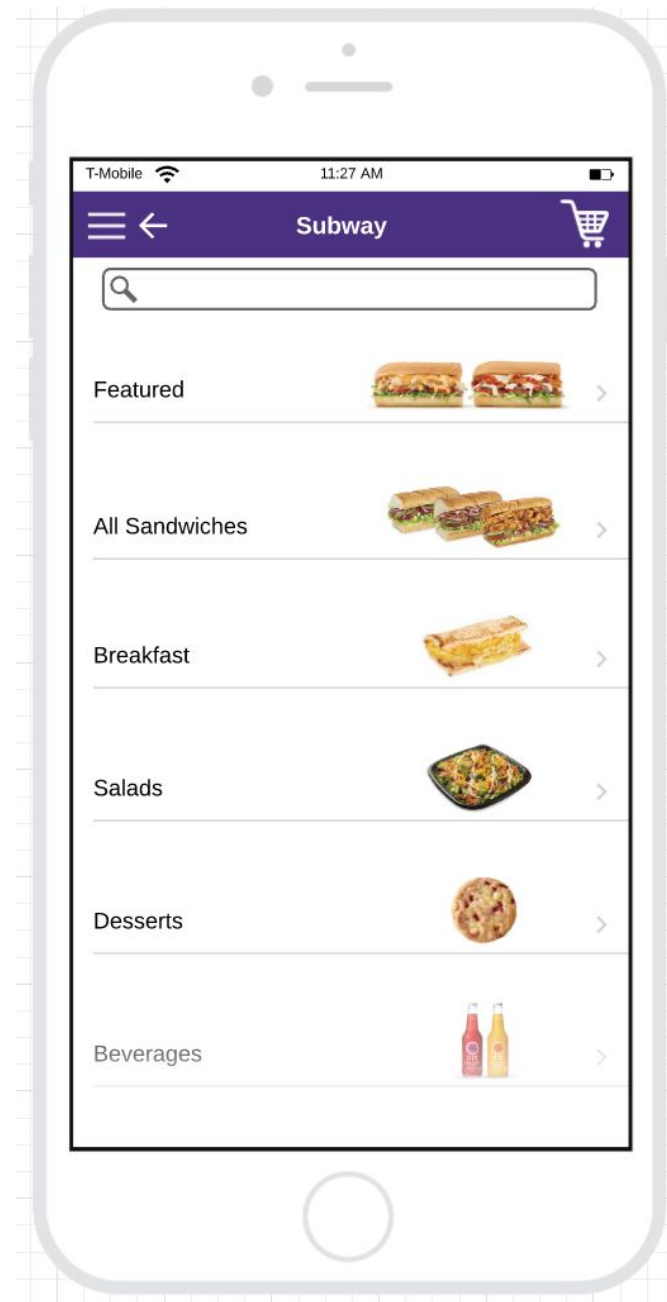 T-Mobile 11:27 AM
Subway
Featured
All Sandwiches
Breakfast
Salads
Desserts
Beverages